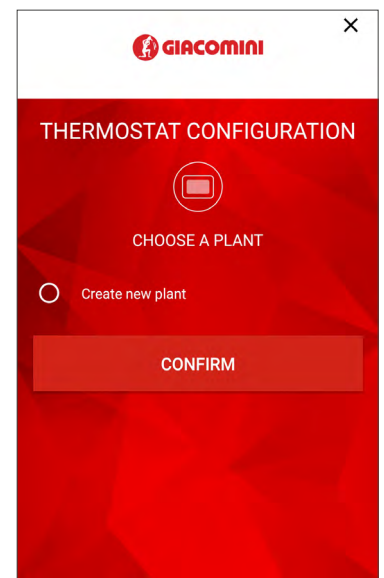 GIACOMINI
THERMOSTAT CONFIGURATION
CHOOSE A PLANT
Create new plant
CONFIRM